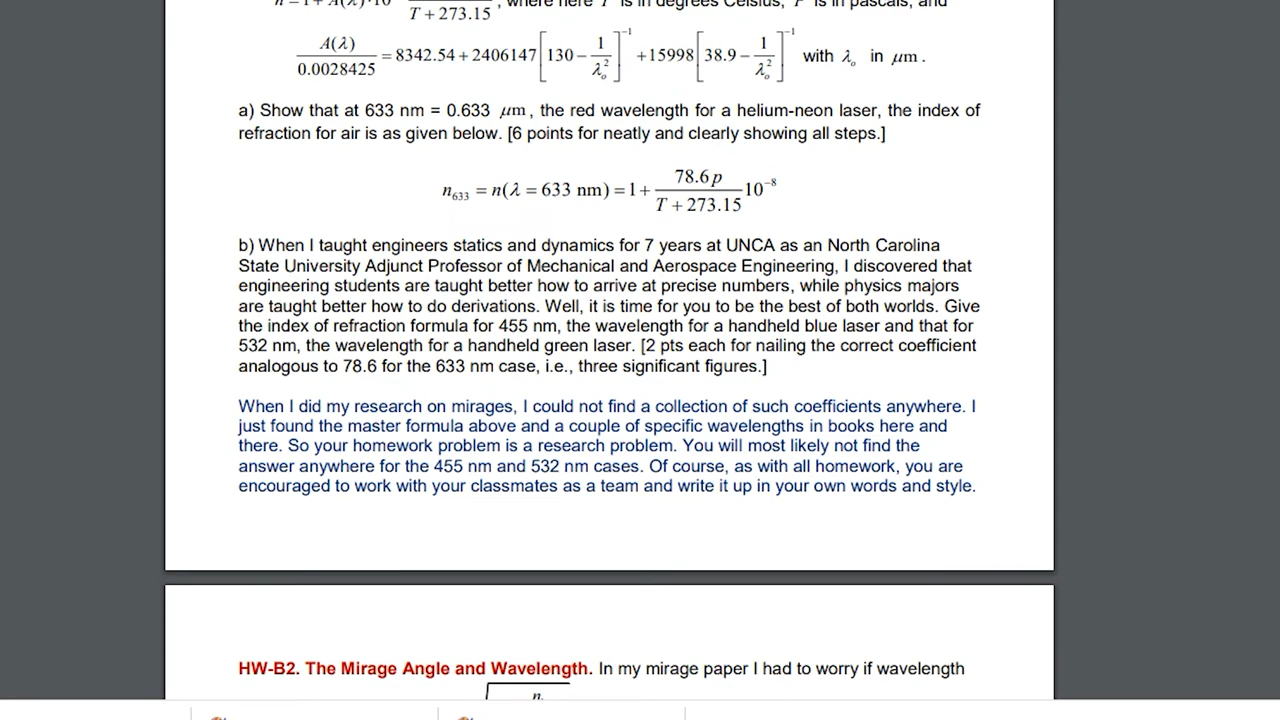 n = 1 + A(λ)·10 / T + 273.15, where here T is in degrees Celsius, P is in pascals, and
A(λ) / 0.0028425 = 8342.54 + 2406147 [130 − 1/λₒ²]⁻¹ + 15998 [38.9 − 1/λₒ²]⁻¹ with λₒ in μm.
a) Show that at 633 nm = 0.633 μm, the red wavelength for a helium-neon laser, the index of
refraction for air is as given below. [6 points for neatly and clearly showing all steps.]
n₆₃₃ = n(λ = 633 nm) = 1 + 78.6 p / T + 273.15 10⁻⁸
b) When I taught engineers statics and dynamics for 7 years at UNCA as an North Carolina
State University Adjunct Professor of Mechanical and Aerospace Engineering, I discovered that
engineering students are taught better how to arrive at precise numbers, while physics majors
are taught better how to do derivations. Well, it is time for you to be the best of both worlds. Give
the index of refraction formula for 455 nm, the wavelength for a handheld blue laser and that for
532 nm, the wavelength for a handheld green laser. [2 pts each for nailing the correct coefficient
analogous to 78.6 for the 633 nm case, i.e., three significant figures.]
When I did my research on mirages, I could not find a collection of such coefficients anywhere. I
just found the master formula above and a couple of specific wavelengths in books here and
there. So your homework problem is a research problem. You will most likely not find the
answer anywhere for the 455 nm and 532 nm cases. Of course, as with all homework, you are
encouraged to work with your classmates as a team and write it up in your own words and style.
HW-B2. The Mirage Angle and Wavelength. In my mirage paper I had to worry if wavelength
n